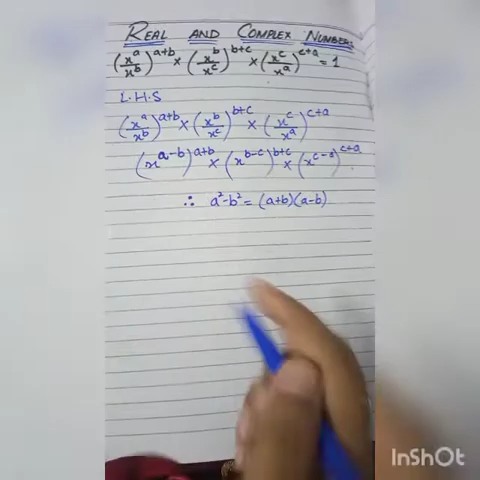 REAL AND COMPLEX NUMBERS
(x^a/x^b)^(a+b) × (x^b/x^c)^(b+c) × (x^c/x^a)^(c+a) = 1
L.H.S
(x^a/x^b)^(a+b) × (x^b/x^c)^(b+c) × (x^c/x^a)^(c+a)
(x^(a-b))^(a+b) × (x^(b-c))^(b+c) × (x^(c-a))^(c+a)
∴ a²-b² = (a+b)(a-b)
InShOt